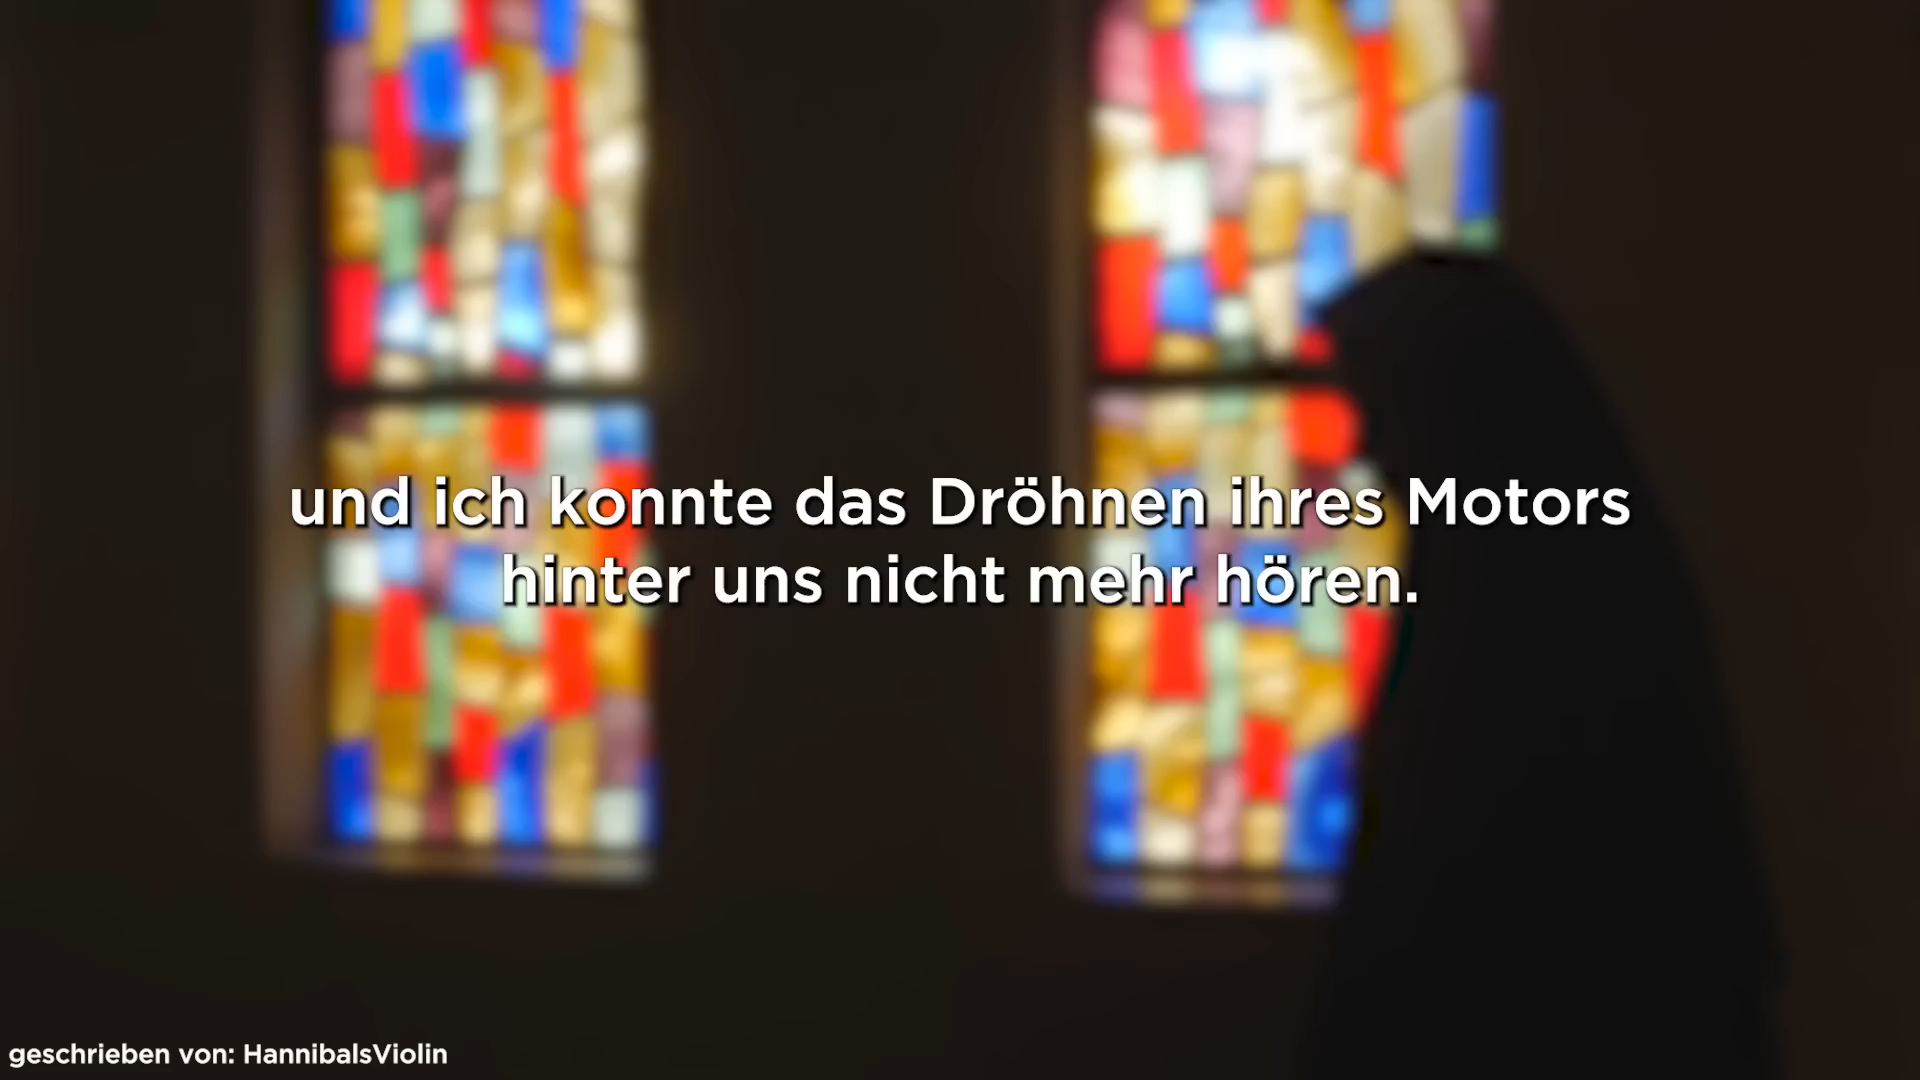 und ich konnte das Dröhnen ihres Motors
hinter uns nicht mehr hören.
geschrieben von: HannibalsViolin